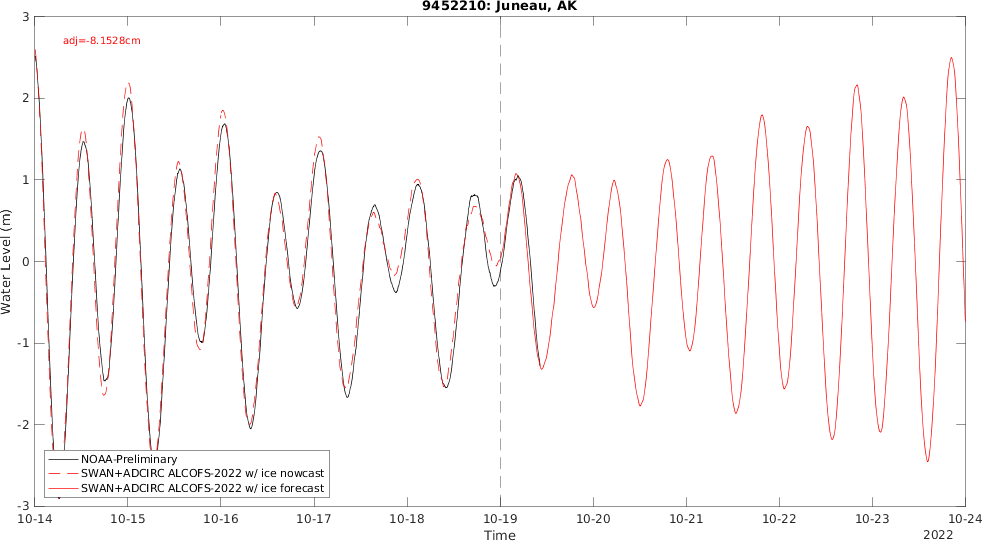 9452210: Juneau, AK
adj=-8.1528cm
Water Level (m)
3
2
1
0
-1
-2
-3
NOAA-Preliminary
SWAN+ADCIRC ALCOFS-2022 w/ ice nowcast
SWAN+ADCIRC ALCOFS-2022 w/ ice forecast
10-14 10-15 10-16 10-17 10-18 10-19 10-20 10-21 10-22 10-23 10-24
Time
2022